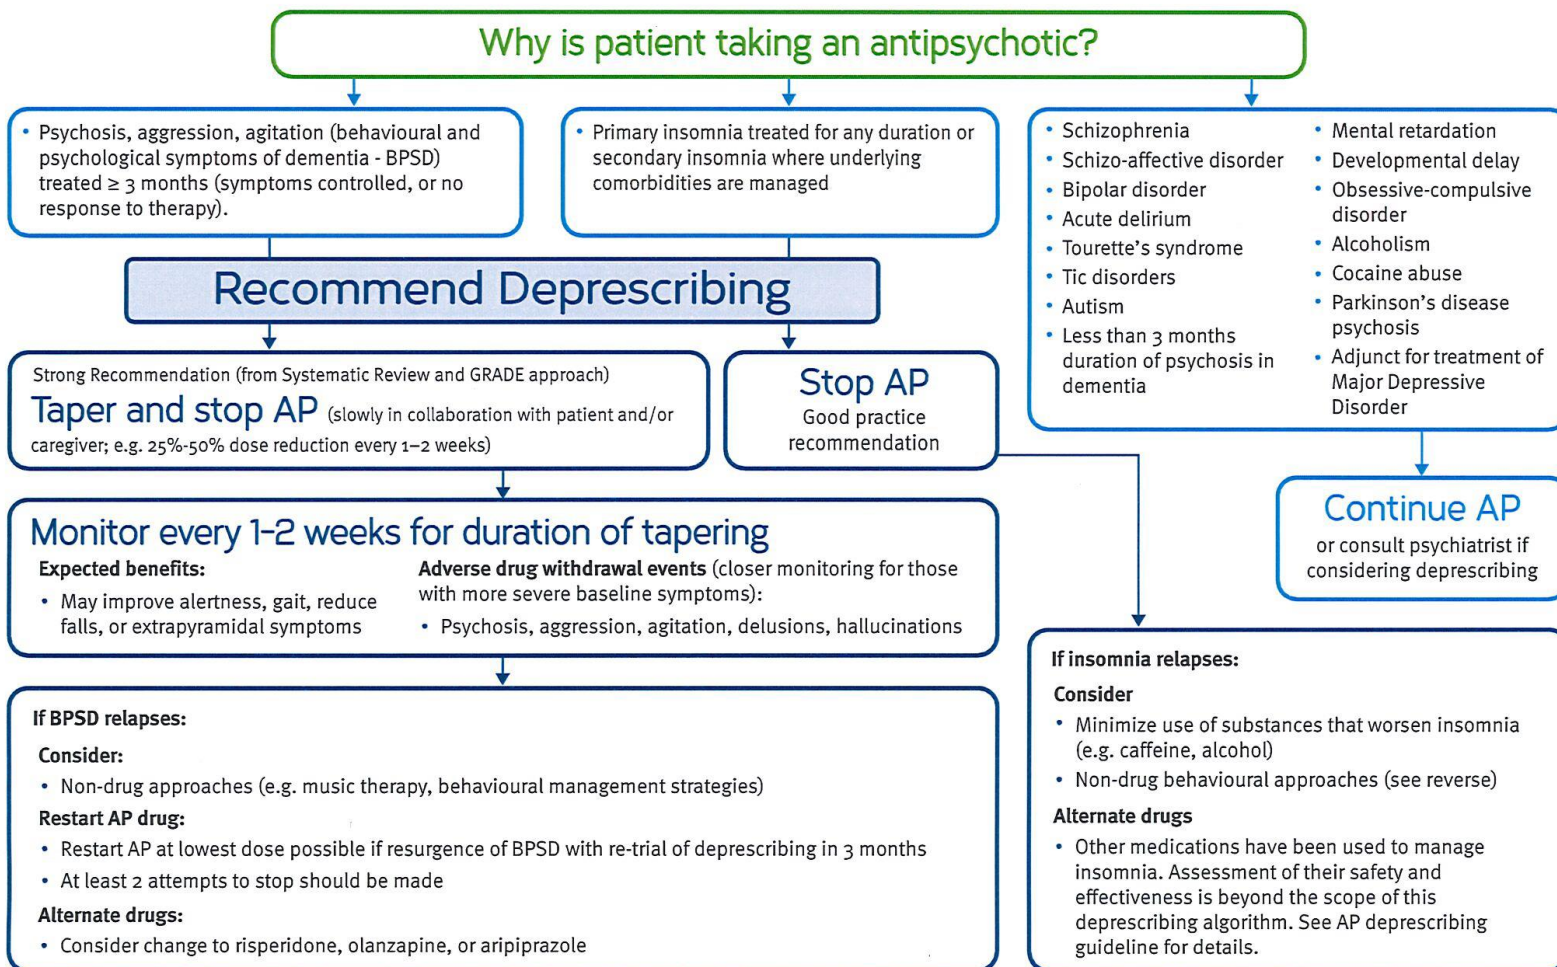 Why is patient taking an antipsychotic?
• Psychosis, aggression, agitation (behavioural and
psychological symptoms of dementia - BPSD)
treated ≥ 3 months (symptoms controlled, or no
response to therapy).
• Primary insomnia treated for any duration or
secondary insomnia where underlying
comorbidities are managed
• Schizophrenia
• Schizo-affective disorder
• Bipolar disorder
• Acute delirium
• Tourette's syndrome
• Tic disorders
• Autism
• Less than 3 months
duration of psychosis in
dementia
• Mental retardation
• Developmental delay
• Obsessive-compulsive
disorder
• Alcoholism
• Cocaine abuse
• Parkinson's disease
psychosis
• Adjunct for treatment of
Major Depressive
Disorder
Recommend Deprescribing
Strong Recommendation (from Systematic Review and GRADE approach)
Taper and stop AP (slowly in collaboration with patient and/or
caregiver; e.g. 25%-50% dose reduction every 1–2 weeks)
Stop AP
Good practice
recommendation
Continue AP
or consult psychiatrist if
considering deprescribing
Monitor every 1-2 weeks for duration of tapering
Expected benefits:
• May improve alertness, gait, reduce
falls, or extrapyramidal symptoms
Adverse drug withdrawal events (closer monitoring for those
with more severe baseline symptoms):
• Psychosis, aggression, agitation, delusions, hallucinations
If BPSD relapses:
Consider:
• Non-drug approaches (e.g. music therapy, behavioural management strategies)
Restart AP drug:
• Restart AP at lowest dose possible if resurgence of BPSD with re-trial of deprescribing in 3 months
• At least 2 attempts to stop should be made
Alternate drugs:
• Consider change to risperidone, olanzapine, or aripiprazole
If insomnia relapses:
Consider
• Minimize use of substances that worsen insomnia
(e.g. caffeine, alcohol)
• Non-drug behavioural approaches (see reverse)
Alternate drugs
• Other medications have been used to manage
insomnia. Assessment of their safety and
effectiveness is beyond the scope of this
deprescribing algorithm. See AP deprescribing
guideline for details.